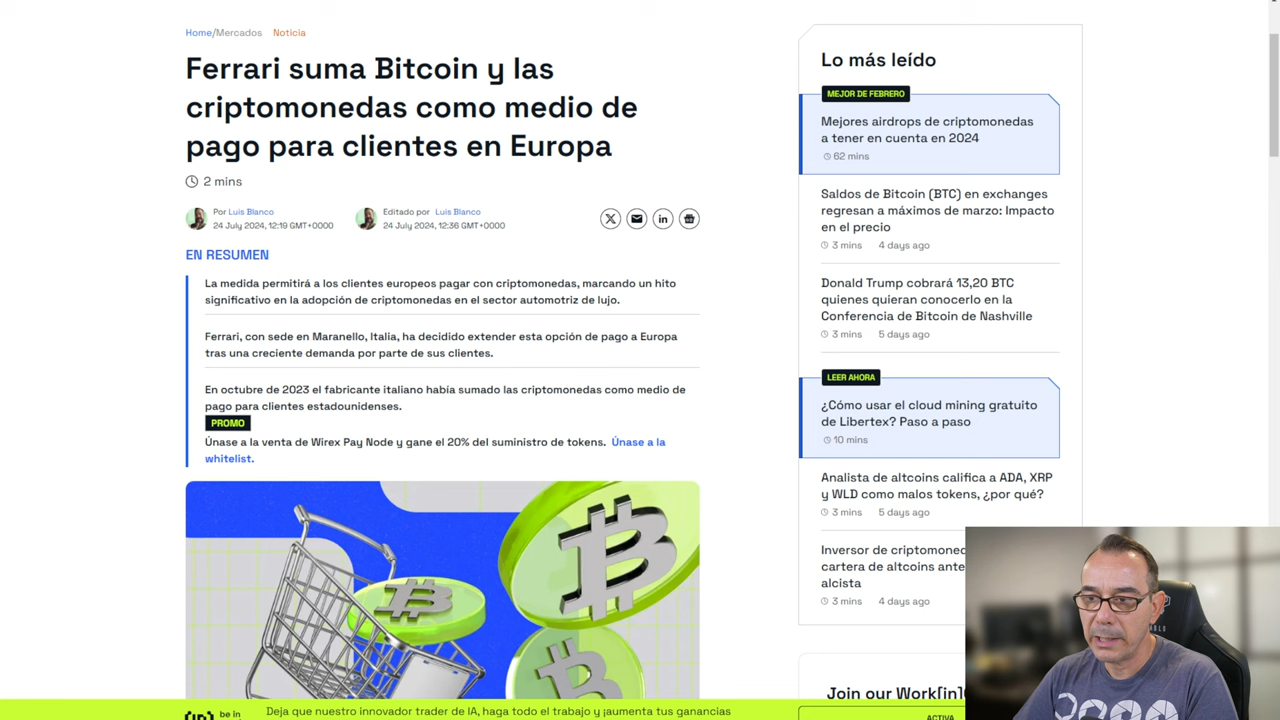 Home/Mercados Noticia
Ferrari suma Bitcoin y las
criptomonedas como medio de
pago para clientes en Europa
2 mins
Por Luis Blanco
24 July 2024, 12:19 GMT+0000
Editado por Luis Blanco
24 July 2024, 12:36 GMT+0000
EN RESUMEN
La medida permitirá a los clientes europeos pagar con criptomonedas, marcando un hito
significativo en la adopción de criptomonedas en el sector automotriz de lujo.
Ferrari, con sede en Maranello, Italia, ha decidido extender esta opción de pago a Europa
tras una creciente demanda por parte de sus clientes.
En octubre de 2023 el fabricante italiano había sumado las criptomonedas como medio de
pago para clientes estadounidenses.
PROMO
Únase a la venta de Wirex Pay Node y gane el 20% del suministro de tokens. Únase a la
whitelist.
Lo más leído
MEJOR DE FEBRERO
Mejores airdrops de criptomonedas
a tener en cuenta en 2024
62 mins
Saldos de Bitcoin (BTC) en exchanges
regresan a máximos de marzo: Impacto
en el precio
3 mins 4 days ago
Donald Trump cobrará 13,20 BTC
quienes quieran conocerlo en la
Conferencia de Bitcoin de Nashville
3 mins 5 days ago
LEER AHORA
¿Cómo usar el cloud mining gratuito
de Libertex? Paso a paso
10 mins
Analista de altcoins califica a ADA, XRP
y WLD como malos tokens, ¿por qué?
3 mins 5 days ago
Inversor de criptomoned
cartera de altcoins ante
alcista
3 mins 4 days ago
Join our Work[in]
be in
Deja que nuestro innovador trader de IA, haga todo el trabajo y ¡aumenta tus ganancias
ACTIVA